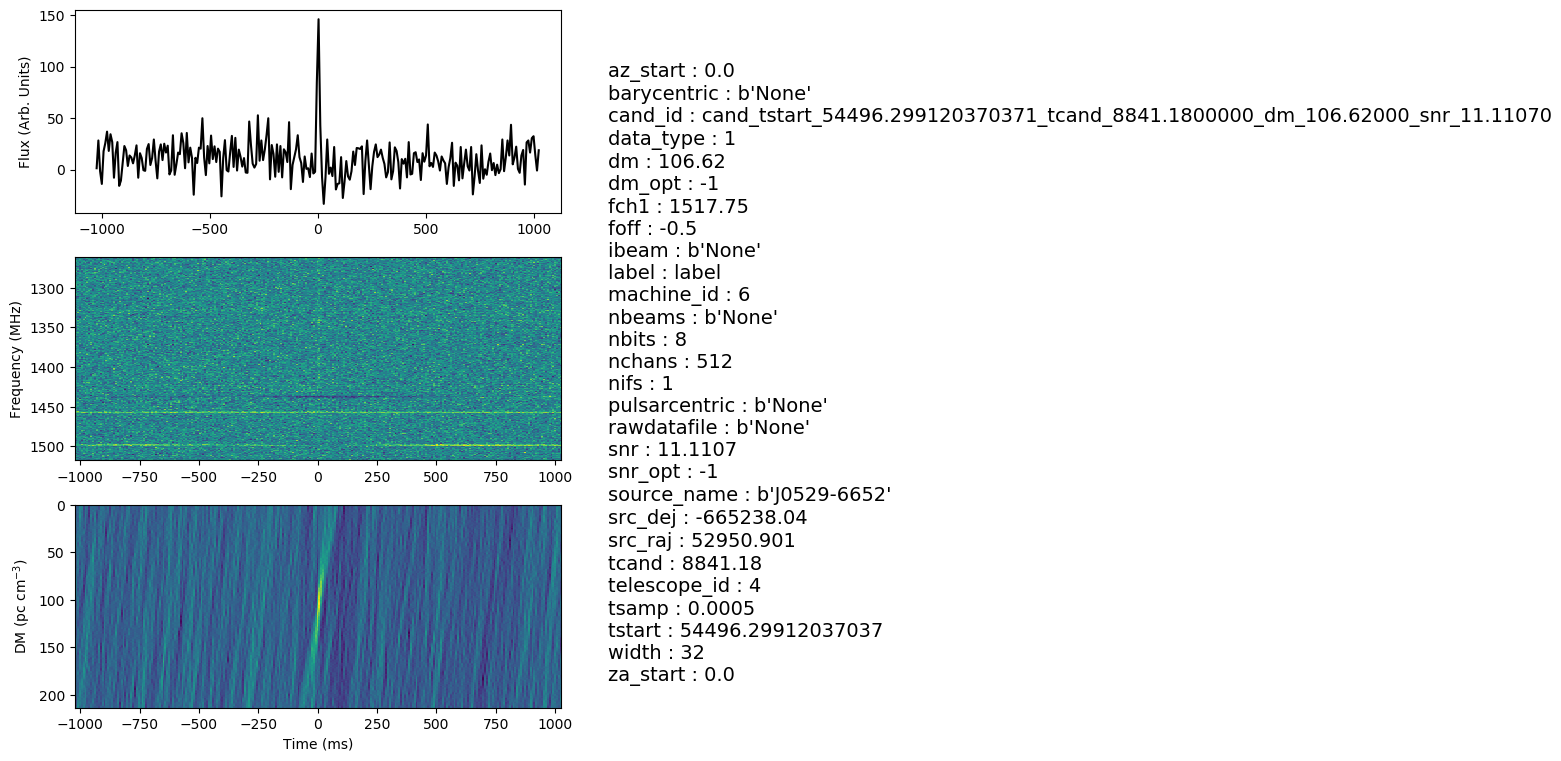 150
100
50
0
Flux (Arb. Units)
−1000 −500 0 500 1000
1300
1350
1400
1450
1500
Frequency (MHz)
−1000 −750 −500 −250 0 250 500 750 1000
0
50
100
150
200
DM (pc cm⁻³)
−1000 −750 −500 −250 0 250 500 750 1000
Time (ms)
az_start : 0.0
barycentric : b'None'
cand_id : cand_tstart_54496.299120370371_tcand_8841.1800000_dm_106.62000_snr_11.11070
data_type : 1
dm : 106.62
dm_opt : -1
fch1 : 1517.75
foff : -0.5
ibeam : b'None'
label : label
machine_id : 6
nbeams : b'None'
nbits : 8
nchans : 512
nifs : 1
pulsarcentric : b'None'
rawdatafile : b'None'
snr : 11.1107
snr_opt : -1
source_name : b'J0529-6652'
src_dej : -665238.04
src_raj : 52950.901
tcand : 8841.18
telescope_id : 4
tsamp : 0.0005
tstart : 54496.29912037037
width : 32
za_start : 0.0